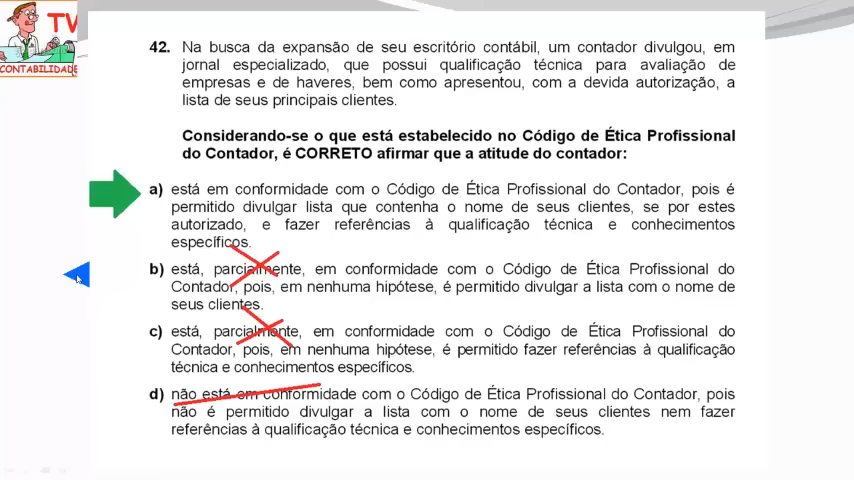 TV
CONTABILIDADE
42. Na busca da expansão de seu escritório contábil, um contador divulgou, em
jornal especializado, que possui qualificação técnica para avaliação de
empresas e de haveres, bem como apresentou, com a devida autorização, a
lista de seus principais clientes.
Considerando-se o que está estabelecido no Código de Ética Profissional
do Contador, é CORRETO afirmar que a atitude do contador:
a) está em conformidade com o Código de Ética Profissional do Contador, pois é
permitido divulgar lista que contenha o nome de seus clientes, se por estes
autorizado, e fazer referências à qualificação técnica e conhecimentos
específicos.
b) está, parcialmente, em conformidade com o Código de Ética Profissional do
Contador, pois, em nenhuma hipótese, é permitido divulgar a lista com o nome de
seus clientes.
c) está, parcialmente, em conformidade com o Código de Ética Profissional do
Contador, pois, em nenhuma hipótese, é permitido fazer referências à qualificação
técnica e conhecimentos específicos.
d) não está em conformidade com o Código de Ética Profissional do Contador, pois
não é permitido divulgar a lista com o nome de seus clientes nem fazer
referências à qualificação técnica e conhecimentos específicos.